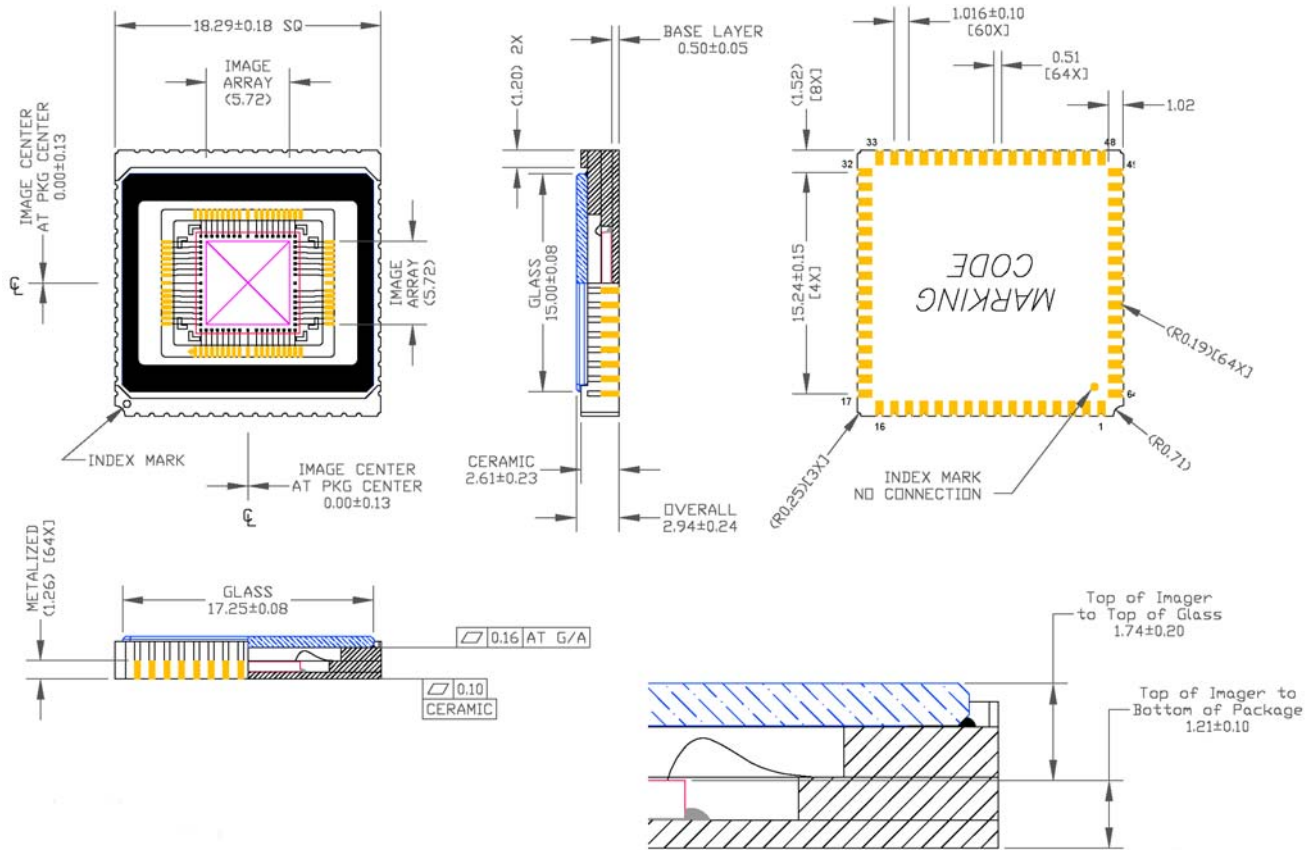 18.29±0.18 SQ
IMAGE
ARRAY
(5.72)
IMAGE CENTER
AT PKG CENTER
0.00±0.13
IMAGE
ARRAY
(5.72)
INDEX MARK
IMAGE CENTER
AT PKG CENTER
0.00±0.13
(1.20) 2X
BASE LAYER
0.50±0.05
GLASS
15.00±0.08
CERAMIC
2.61±0.23
OVERALL
2.94±0.24
1.016±0.10
[60X]
0.51
[64X]
(1.52)
[8X]
1.02
33
48
32
49
15.24±0.15
[4X]
MARKING
CODE
(R0.19)[64X]
17
64
16
1
(R0.71)
(R0.25)[3X]
INDEX MARK
NO CONNECTION
METALIZED
(1.26) [64X]
GLASS
17.25±0.08
0.16 AT G/A
0.10
CERAMIC
Top of Imager
to Top of Glass
1.74±0.20
Top of Imager to
Bottom of Package
1.21±0.10